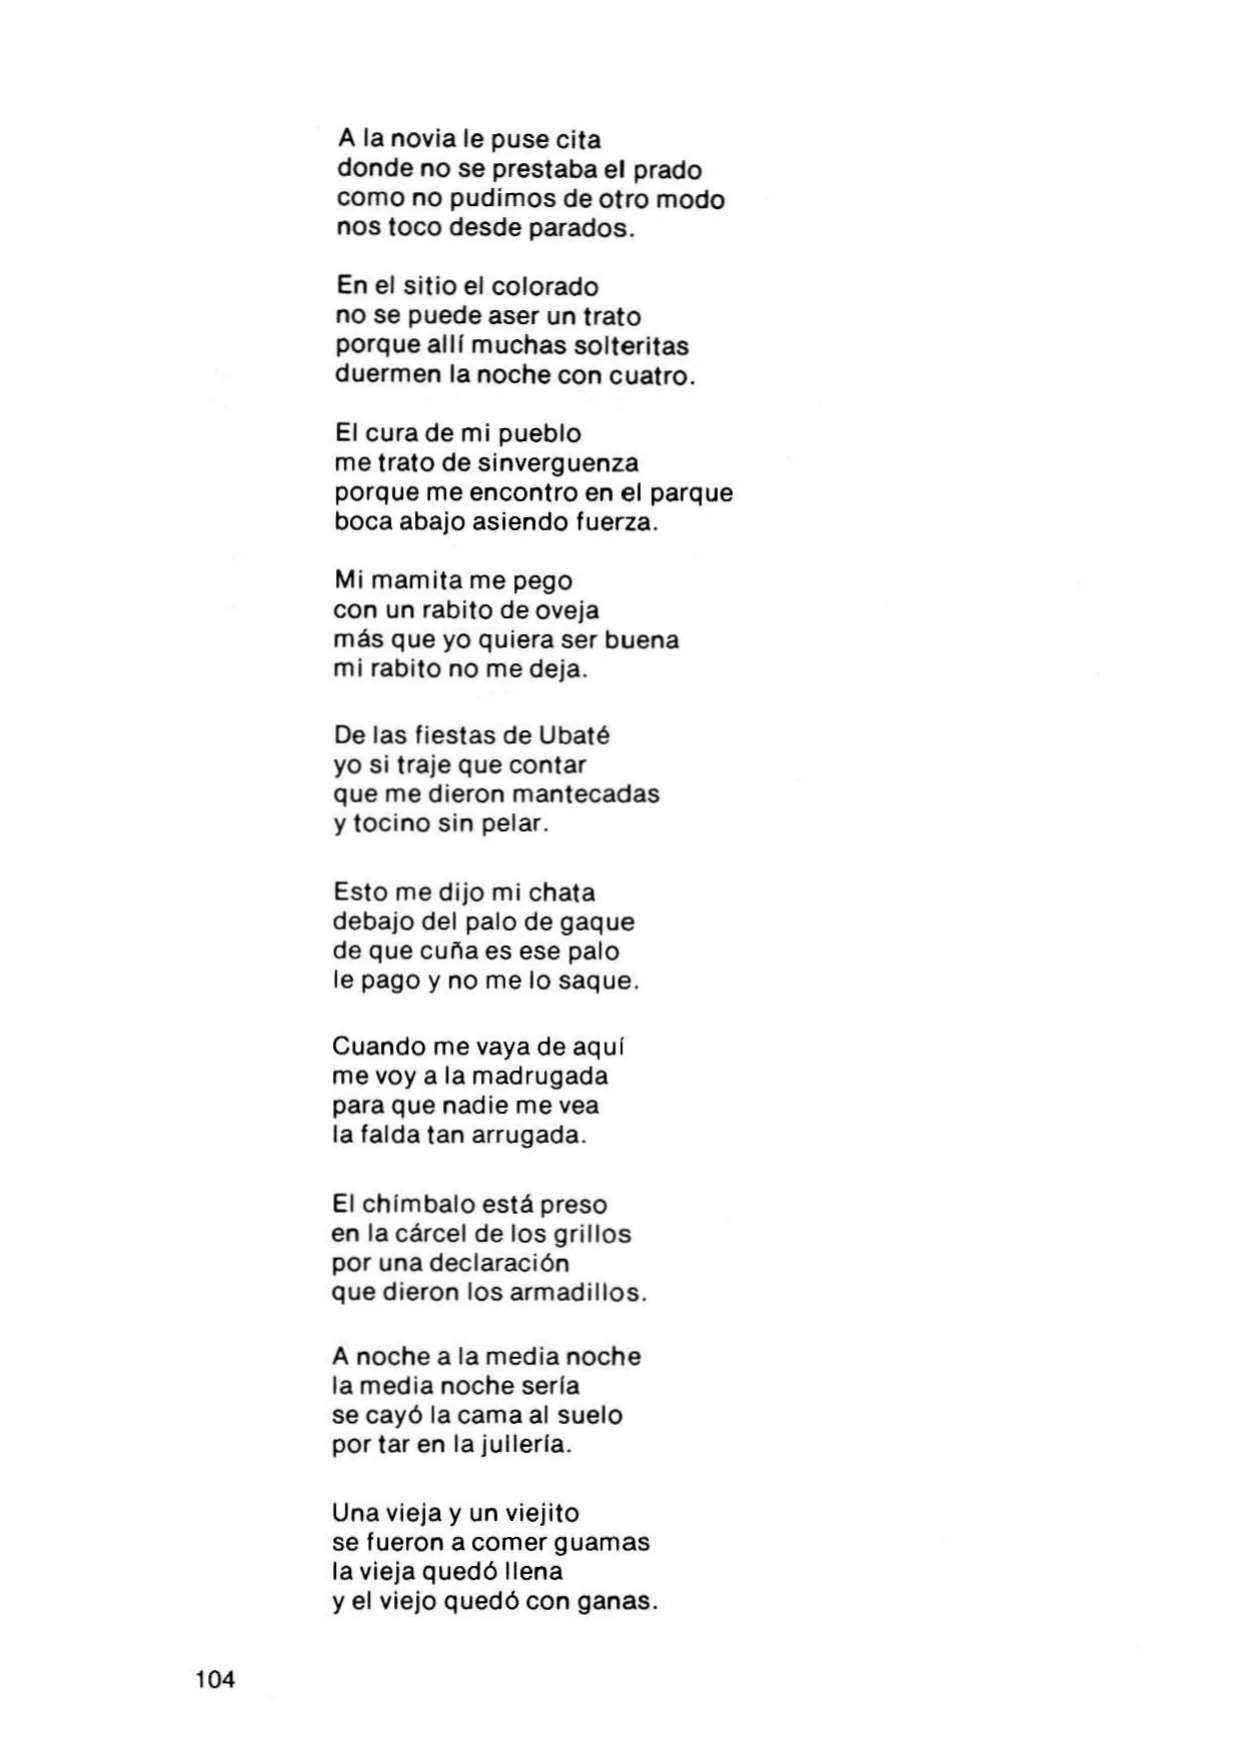 A la novia le puse cita
donde no se prestaba el prado
como no pudimos de otro modo
nos toco desde parados.

En el sitio el colorado
no se puede aser un trato
porque allí muchas solteritas
duermen la noche con cuatro.

El cura de mi pueblo
me trato de sinverguenza
porque me encontro en el parque
boca abajo asiendo fuerza.

Mi mamita me pego
con un rabito de oveja
más que yo quiera ser buena
mi rabito no me deja.

De las fiestas de Ubaté
yo si traje que contar
que me dieron mantecadas
y tocino sin pelar.

Esto me dijo mi chata
debajo del palo de gaque
de que cuña es ese palo
le pago y no me lo saque.

Cuando me vaya de aquí
me voy a la madrugada
para que nadie me vea
la falda tan arrugada.

El chímbalo está preso
en la cárcel de los grillos
por una declaración
que dieron los armadillos.

A noche a la media noche
la media noche sería
se cayó la cama al suelo
por tar en la jullería.

Una vieja y un viejito
se fueron a comer guamas
la vieja quedó llena
y el viejo quedó con ganas.

104